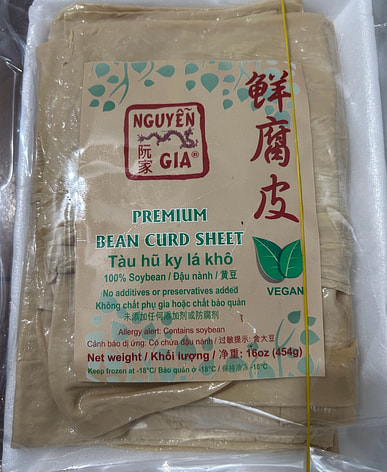 NGUYỄN
阮家
GIA®
鮮腐皮
PREMIUM
BEAN CURD SHEET
Tàu hũ ky lá khô
100% Soybean / Đậu nành / 黄豆
No additives or preservatives added
Không chất phụ gia hoặc chất bảo quản
未添加任何添加剂或防腐剂
VEGAN
Allergy alert: Contains soybean
Cảnh báo dị ứng: Có chứa đậu nành / 过敏提示: 含大豆
Net weight / Khối lượng / 净重: 16oz (454g)
Keep frozen at -18°C/ Bảo quản ở -18°C / 保持冷冻 -18°C